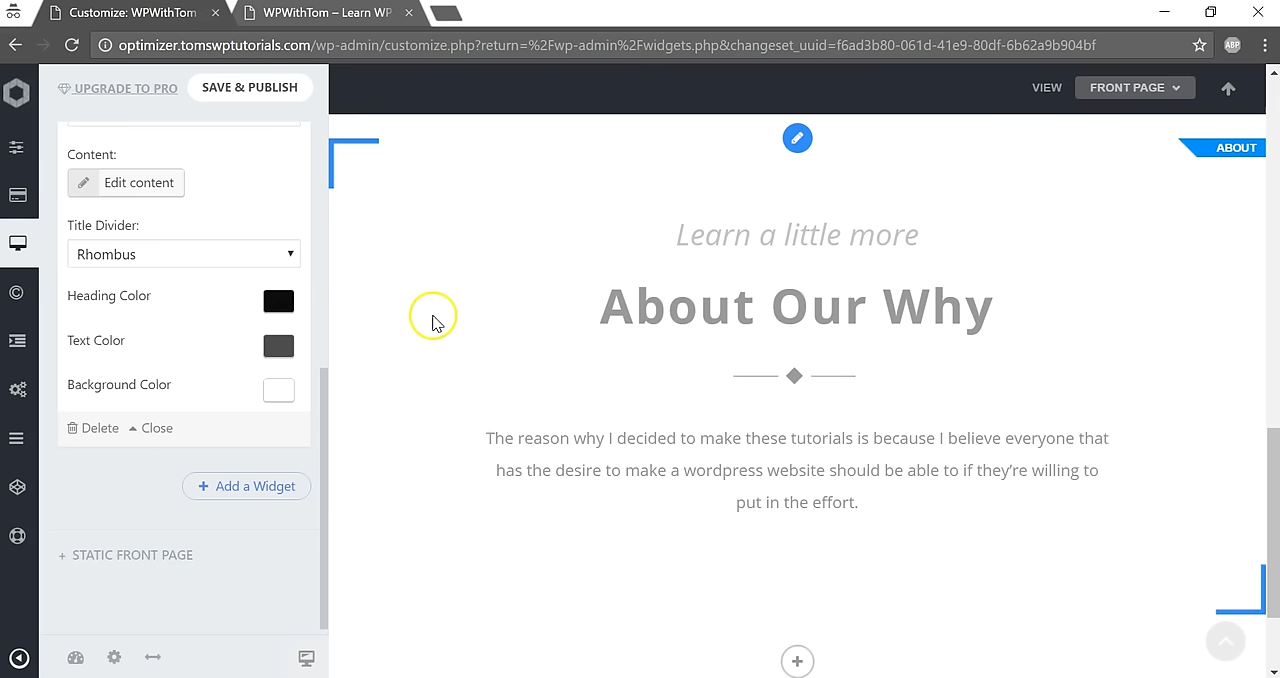 Customize: WPWithTom
WPWithTom – Learn WP
optimizer.tomswptutorials.com/wp-admin/customize.php?return=%2Fwp-admin%2Fwidgets.php&changeset_uuid=f6ad3b80-061d-41e9-80df-6b62a9b904bf
ABP
UPGRADE TO PRO
SAVE & PUBLISH
VIEW
FRONT PAGE
Content:
Edit content
Title Divider:
Rhombus
Heading Color
Text Color
Background Color
Delete
Close
+ Add a Widget
+ STATIC FRONT PAGE
ABOUT
Learn a little more
About Our Why
The reason why I decided to make these tutorials is because I believe everyone that
has the desire to make a wordpress website should be able to if they're willing to
put in the effort.